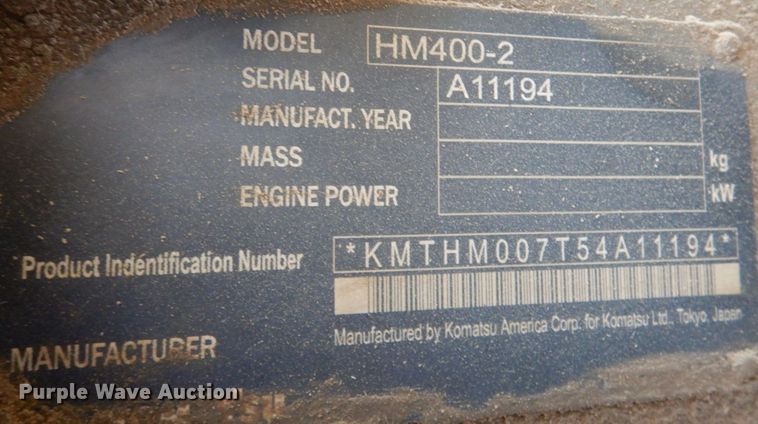 MODEL HM400-2
SERIAL NO. A11194
MANUFACT. YEAR
MASS kg
ENGINE POWER kW
Product Indentification Number *KMTHM007T54A11194*
Manufactured by Komatsu America Corp. for Komatsu Ltd., Tokyo, Japan
MANUFACTURER
Purple Wave Auction